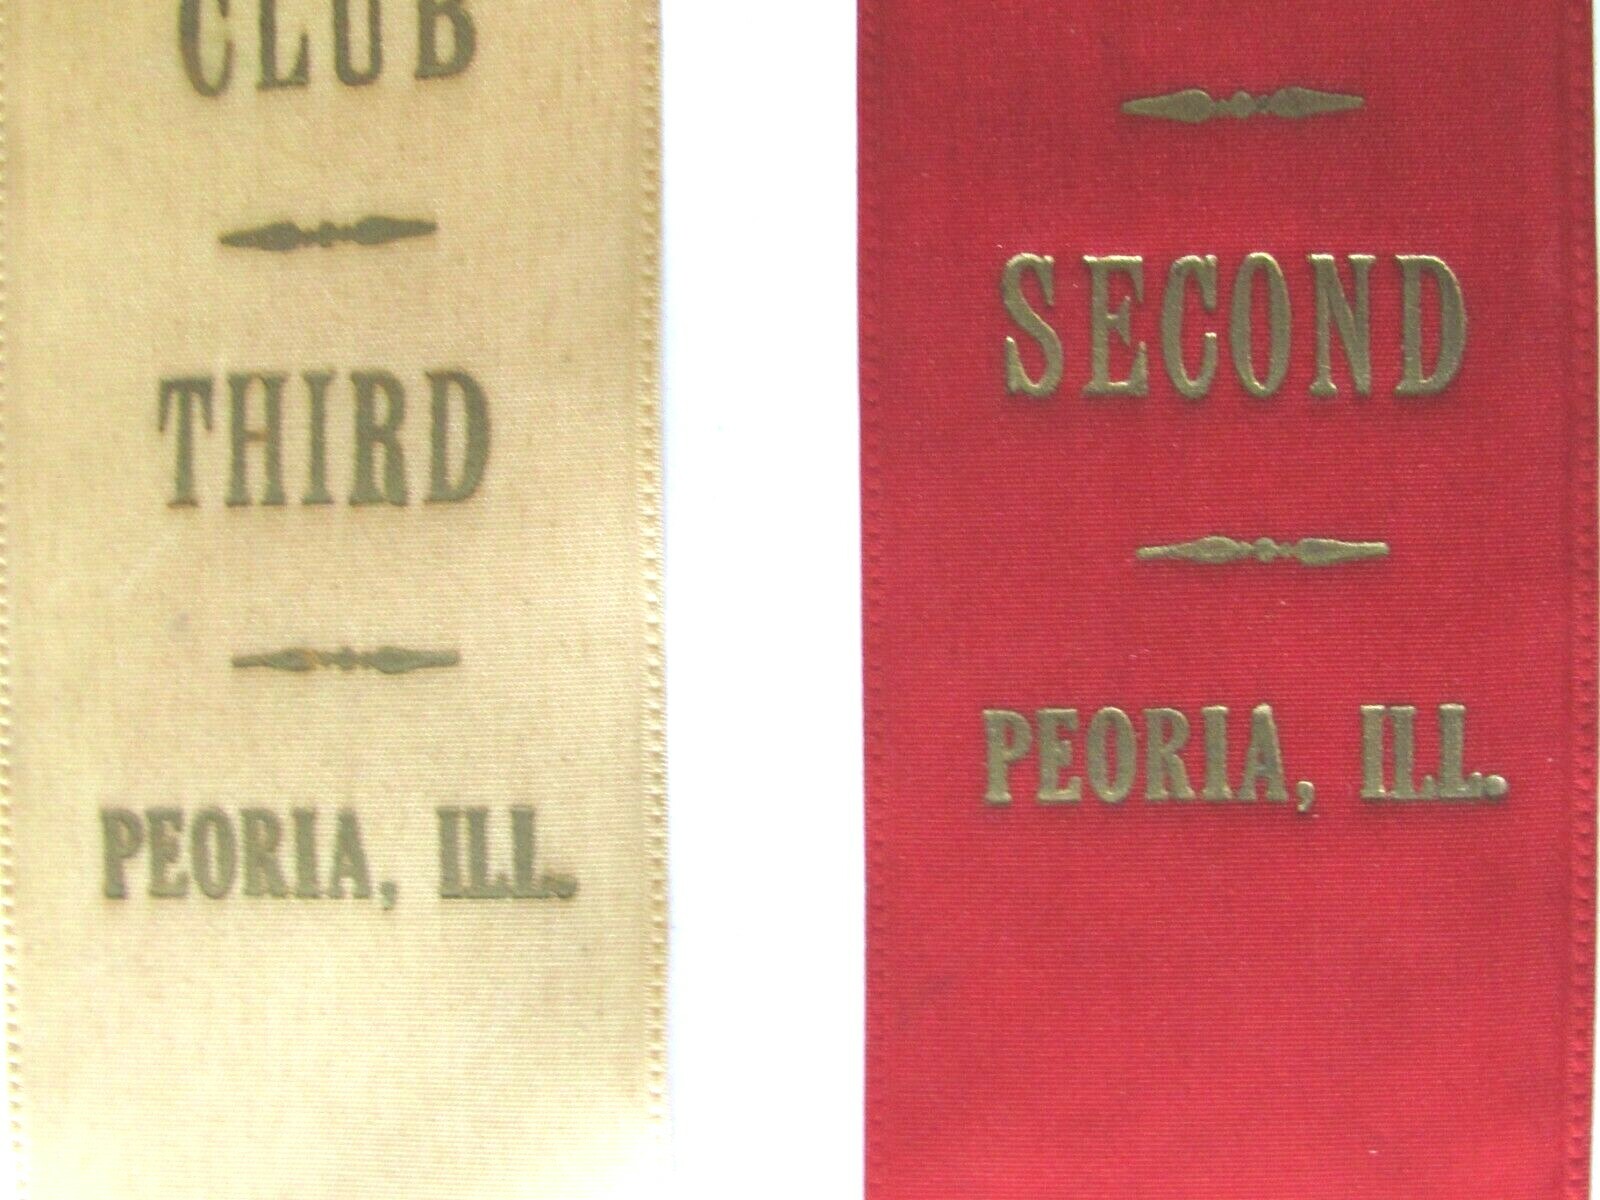 CLUB
THIRD
PEORIA, ILL.
SECOND
PEORIA, ILL.